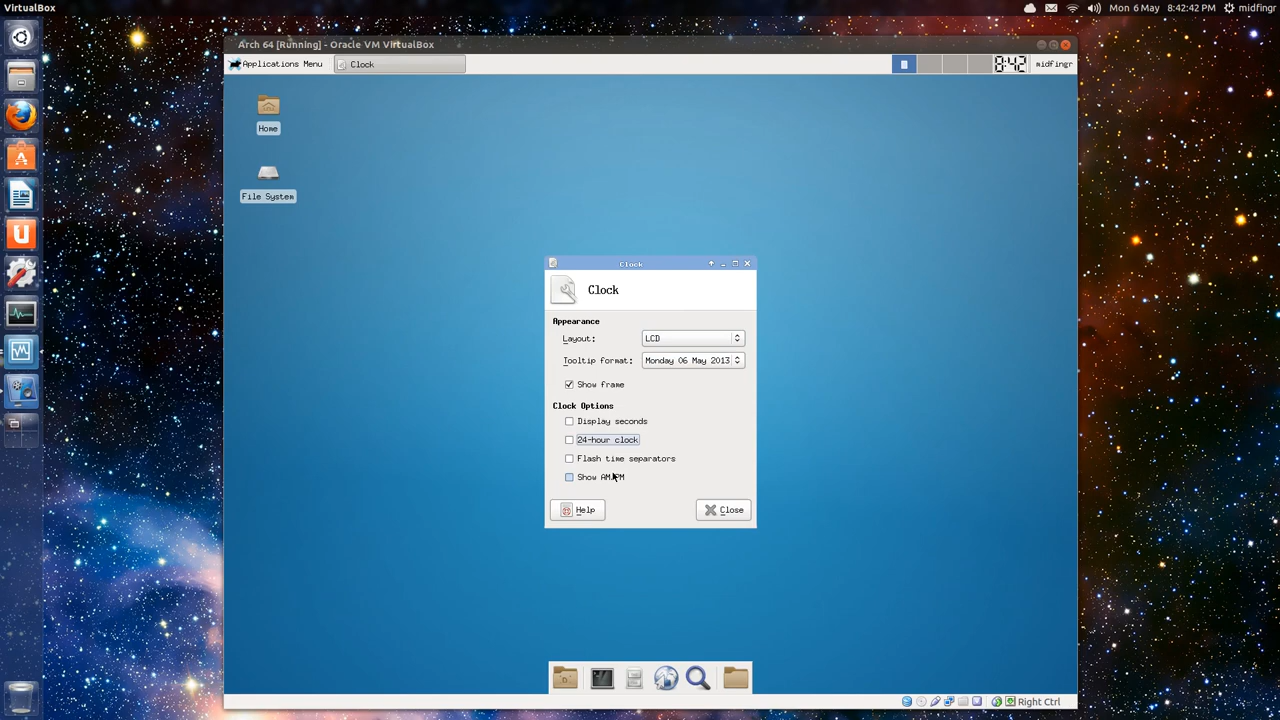 VirtualBox
Mon 6 May 8:42:42 PM midfingr
Arch 64 [Running] - Oracle VM VirtualBox
Applications Menu
Clock
8:42
midfingr
Home
File System
Clock
Clock
Appearance
Layout: LCD
Tooltip format: Monday 06 May 2013
Show frame
Clock Options
Display seconds
24-hour clock
Flash time separators
Show AM/PM
Help
Close
Right Ctrl